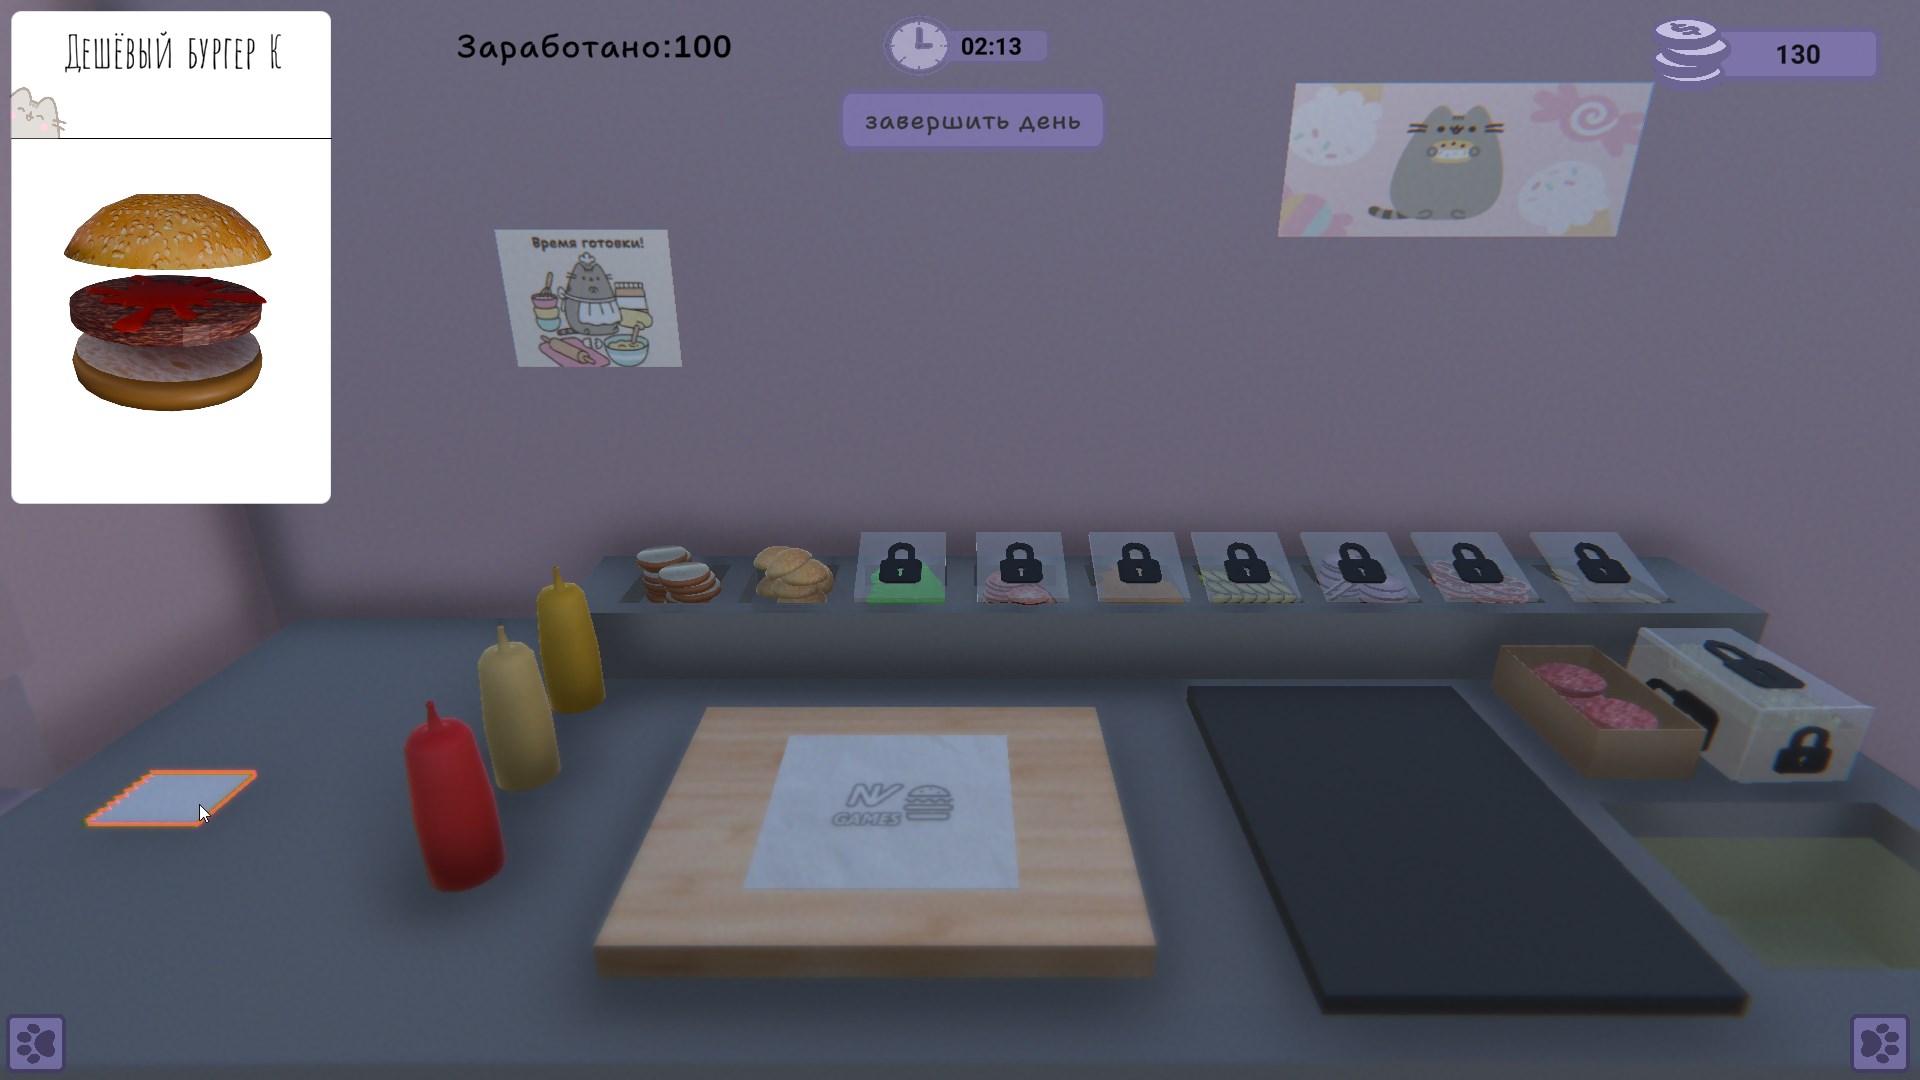 Дешёвый бургер К
Заработано:100
02:13
130
завершить день
Время готовки!
NV
GAMES